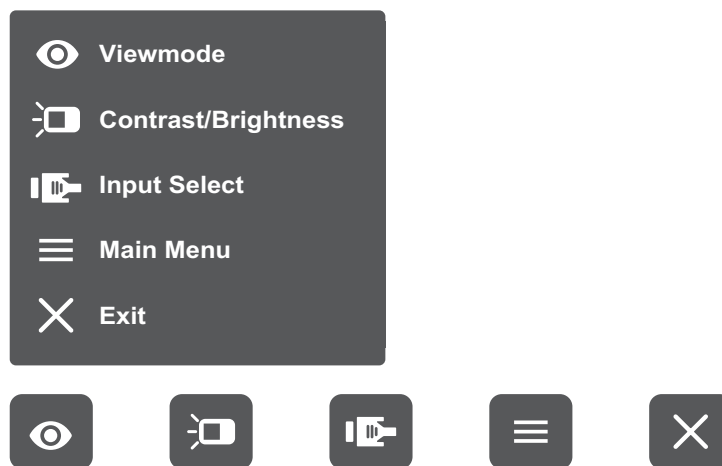 Viewmode
Contrast/Brightness
Input Select
Main Menu
Exit